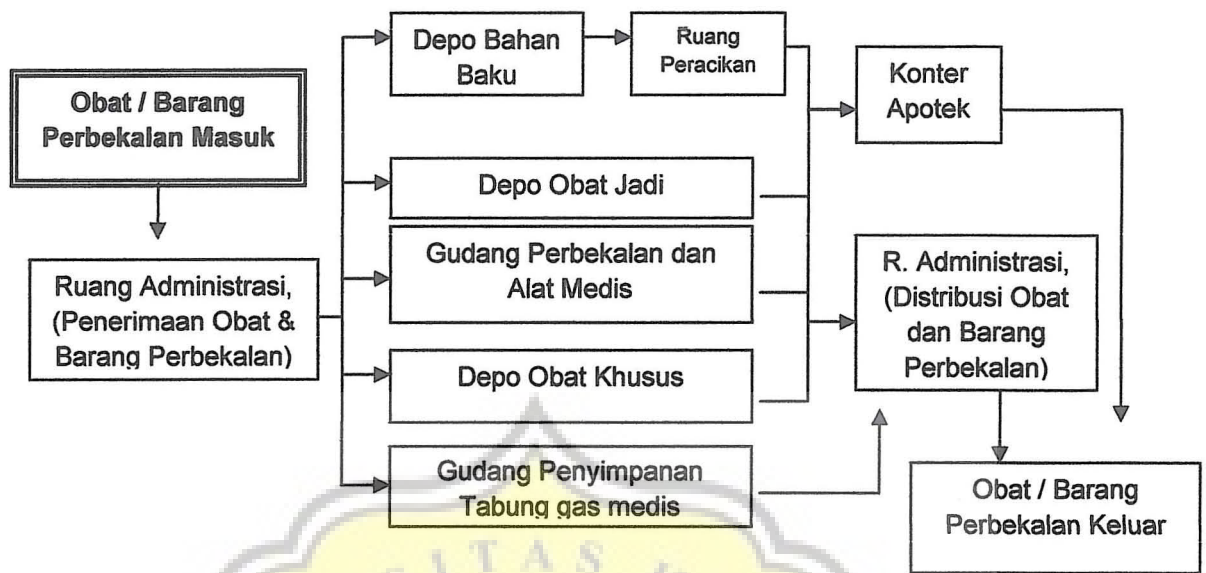 Obat / Barang
Perbekalan Masuk
Ruang Administrasi,
(Penerimaan Obat &
Barang Perbekalan)
Depo Bahan
Baku
Ruang
Peracikan
Depo Obat Jadi
Gudang Perbekalan dan
Alat Medis
Depo Obat Khusus
Gudang Penyimpanan
Tabung gas medis
Konter
Apotek
R. Administrasi,
(Distribusi Obat
dan Barang
Perbekalan)
Obat / Barang
Perbekalan Keluar
ITAS